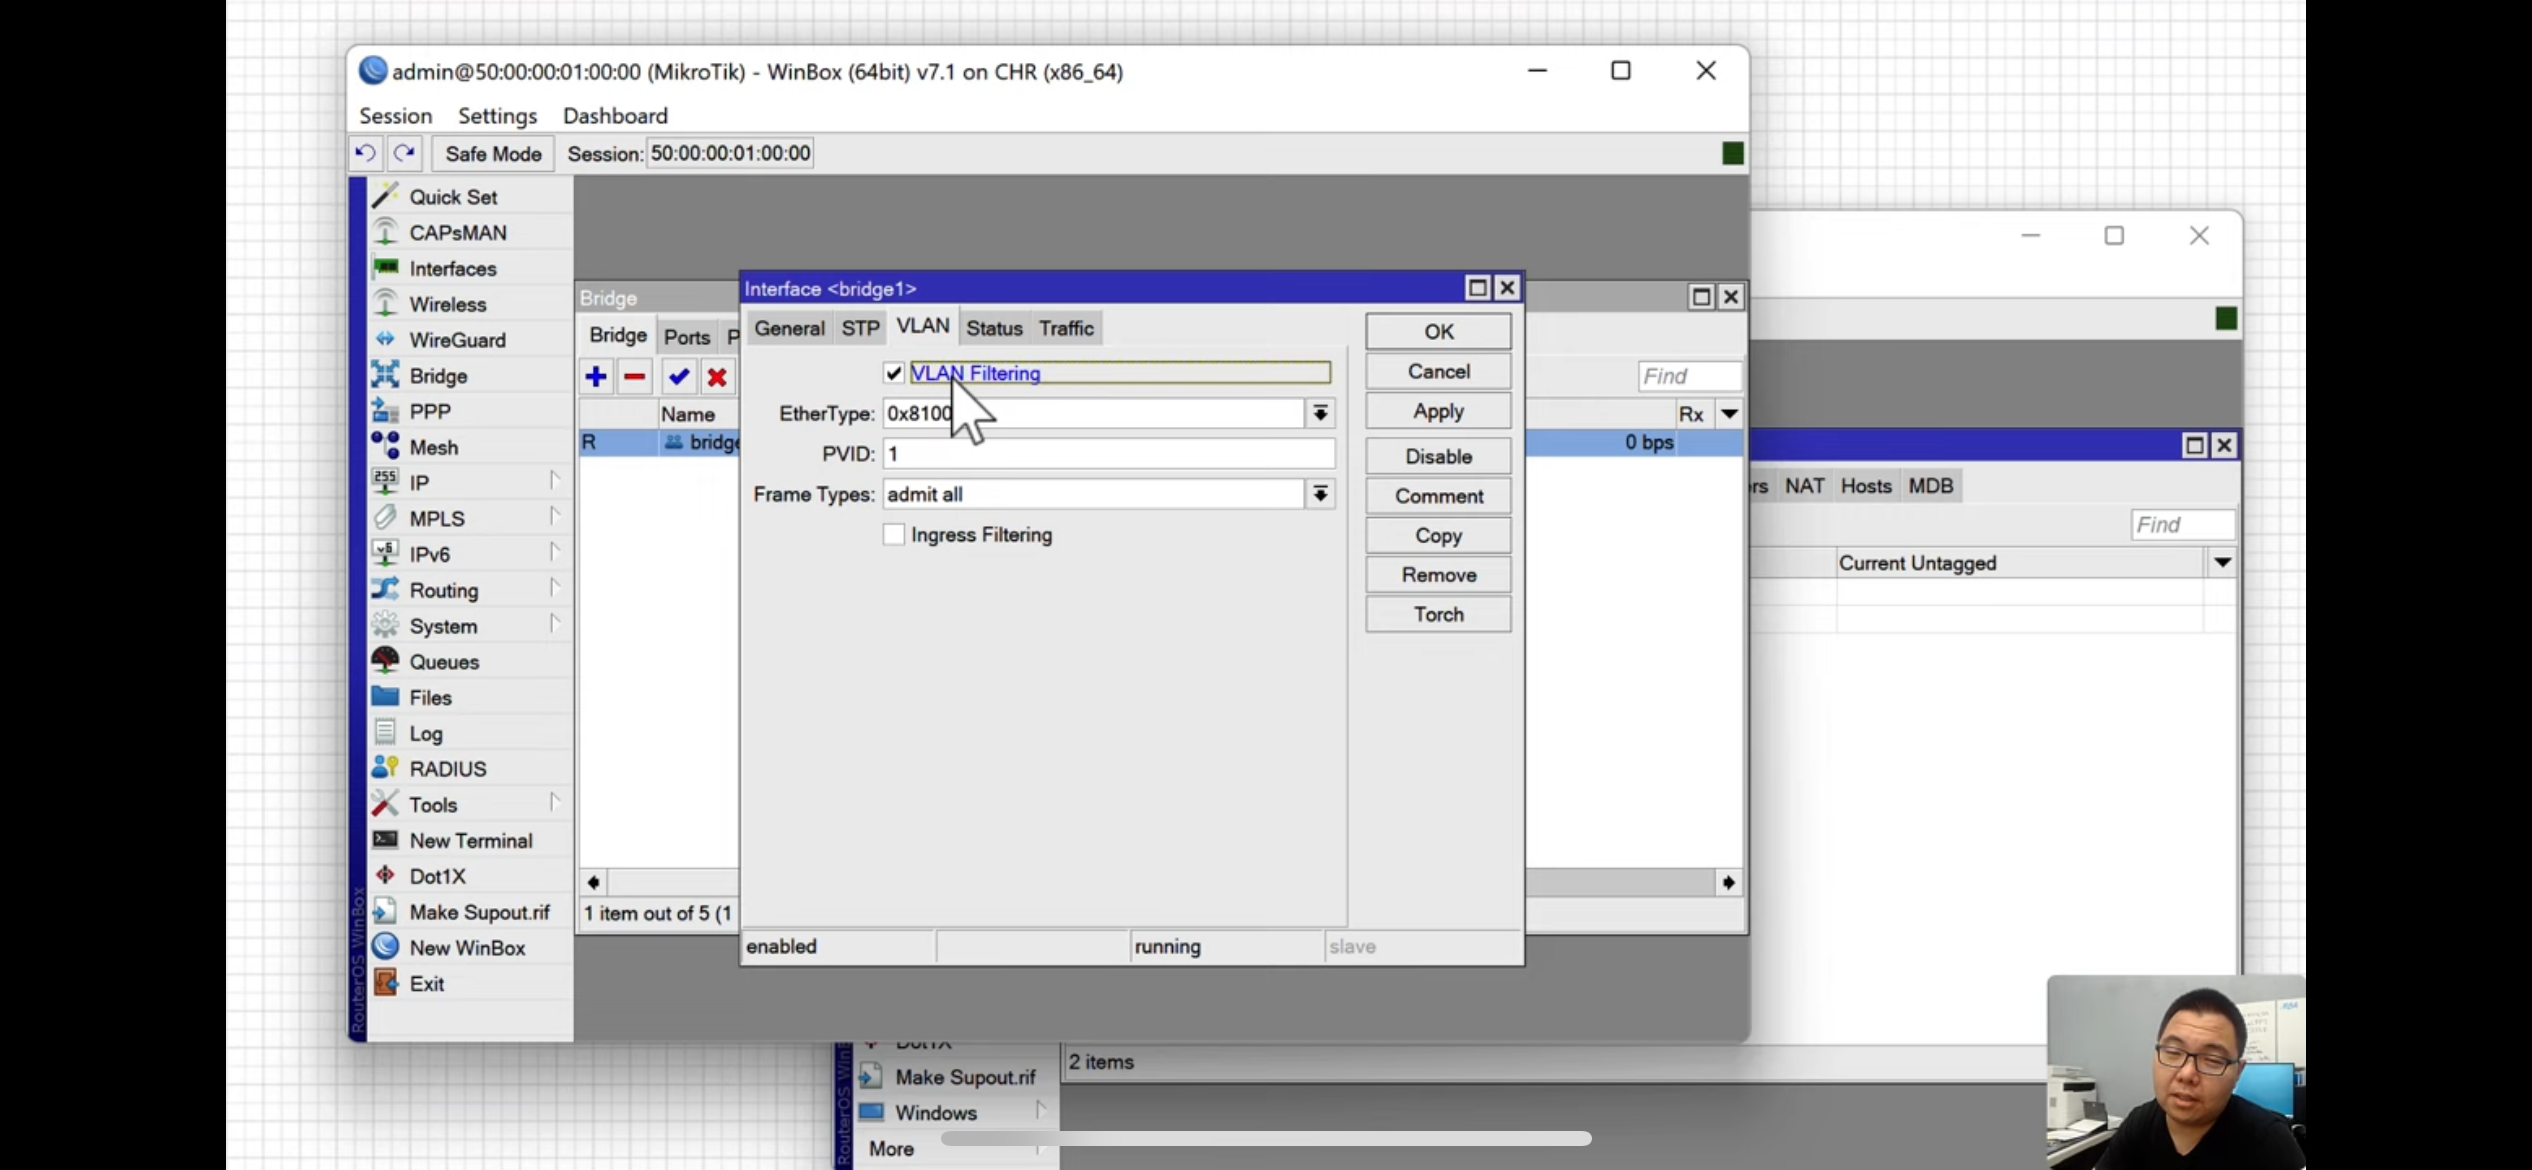 admin@50:00:00:01:00:00 (MikroTik) - WinBox (64bit) v7.1 on CHR (x86_64)
Session Settings Dashboard
Safe Mode Session: 50:00:00:01:00:00
Quick Set
CAPsMAN
Interfaces
Wireless
WireGuard
Bridge
PPP
Mesh
IP
MPLS
IPv6
Routing
System
Queues
Files
Log
RADIUS
Tools
New Terminal
Dot1X
Make Supout.rif
New WinBox
Exit
RouterOS WinBox
Bridge
Bridge Ports P
Find
Name Rx
R bridge 0 bps
1 item out of 5 (1
Interface <bridge1>
General STP VLAN Status Traffic
VLAN Filtering
EtherType: 0x8100
PVID: 1
Frame Types: admit all
Ingress Filtering
OK
Cancel
Apply
Disable
Comment
Copy
Remove
Torch
enabled running slave
NAT Hosts MDB
Find
Current Untagged
2 items
Dot1X
Make Supout.rif
Windows
More